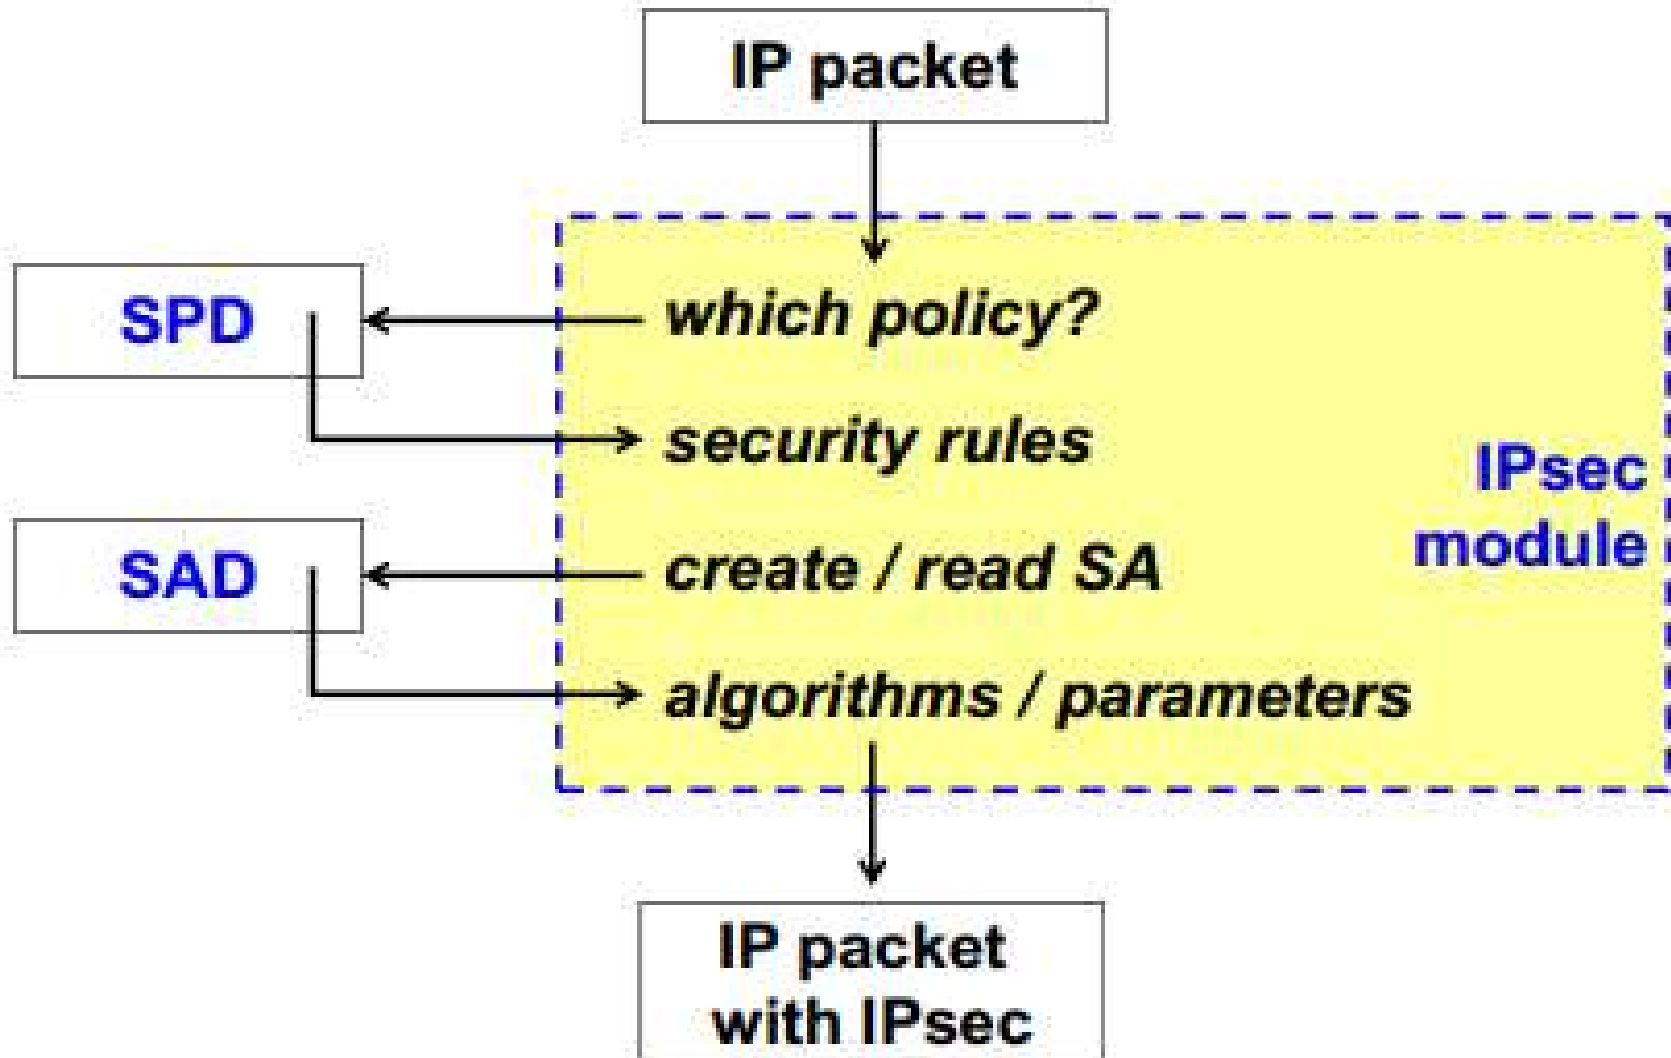 IP packet
which policy?
SPD
security rules
IPsec
module
create / read SA
SAD
algorithms / parameters
IP packet
with IPsec